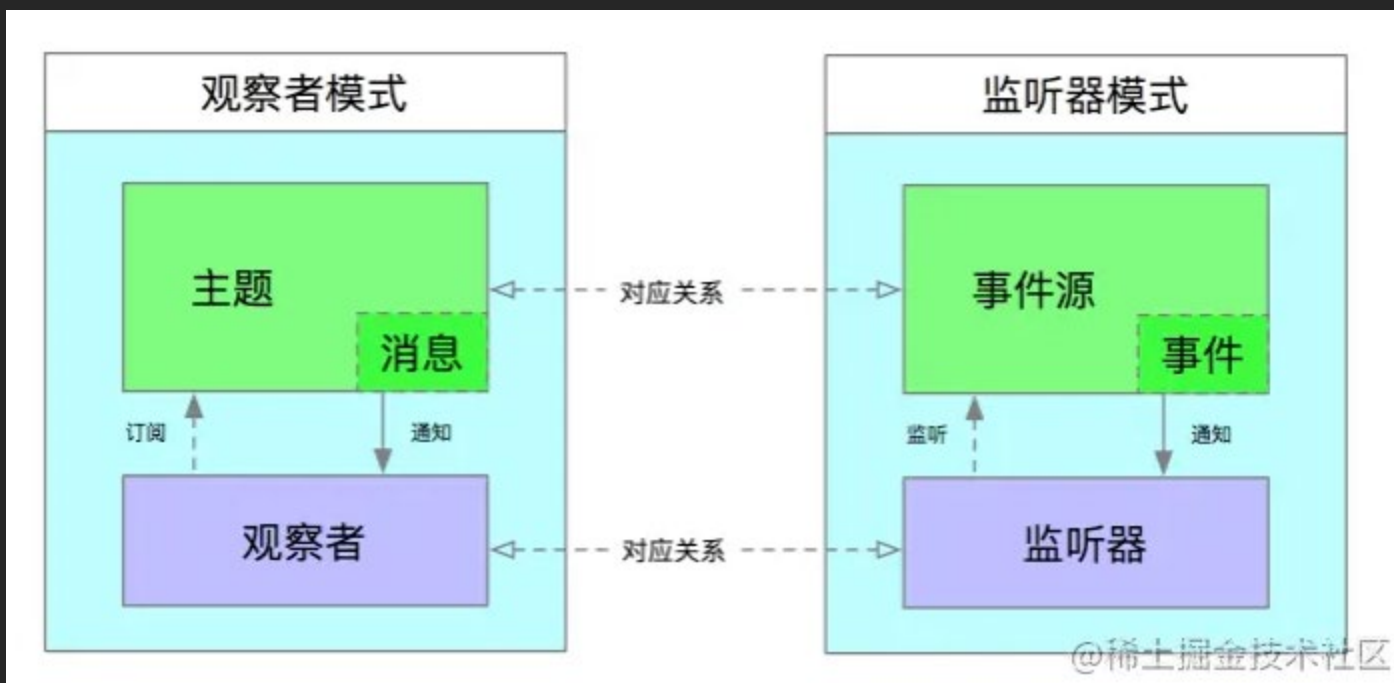 观察者模式
监听器模式
主题
对应关系
事件源
消息
事件
订阅
通知
监听
通知
观察者
对应关系
监听器
@稀土掘金技术社区